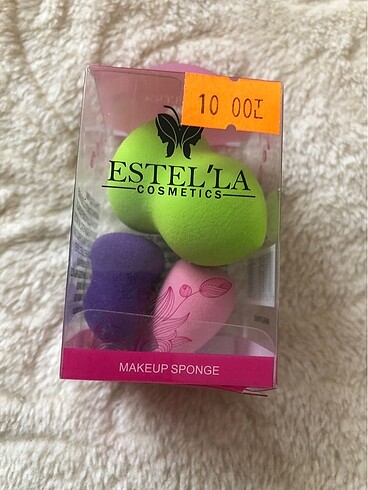 10 00₸
ESTEL'LA
COSMETICS
MAKEUP SPONGE